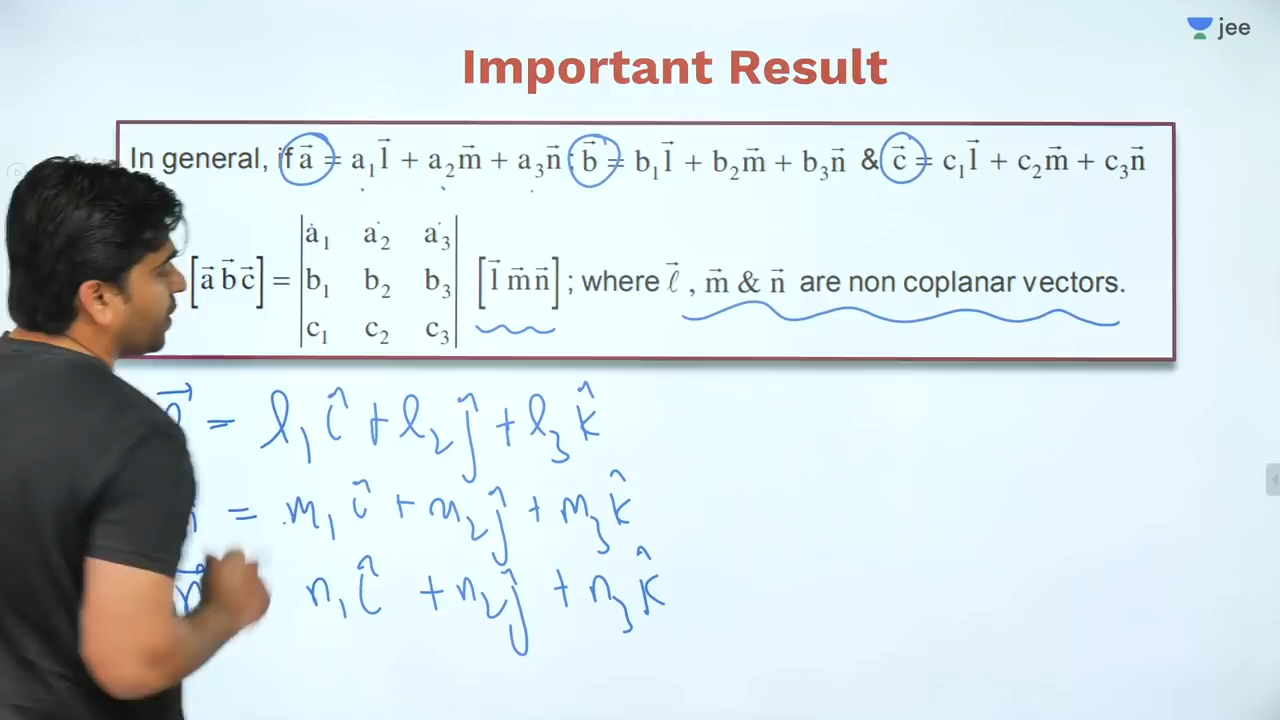 jee
Important Result
In general, if a⃗ = a₁l⃗ + a₂m⃗ + a₃n⃗ ; b⃗ = b₁l⃗ + b₂m⃗ + b₃n⃗ & c⃗ = c₁l⃗ + c₂m⃗ + c₃n⃗
[a⃗ b⃗ c⃗] = |a₁ a₂ a₃| [l⃗ m⃗ n⃗] ; where ℓ⃗ , m⃗ & n⃗ are non coplanar vectors.
|b₁ b₂ b₃|
|c₁ c₂ c₃|
l⃗ = l₁î + l₂ĵ + l₃k̂
= m₁î + m₂ĵ + m₃k̂
n⃗ n₁î + n₂ĵ + n₃k̂